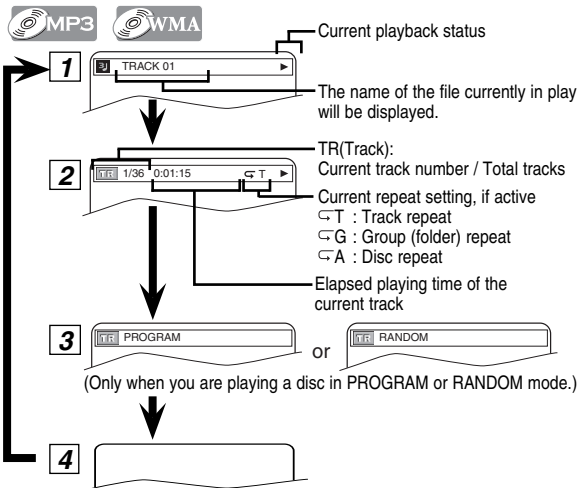 MP3 WMA
Current playback status
1
TRACK 01
The name of the file currently in play
will be displayed.
TR(Track):
Current track number / Total tracks
2
TR 1/36 0:01:15 T
Current repeat setting, if active
T : Track repeat
G : Group (folder) repeat
A : Disc repeat
Elapsed playing time of the
current track
3
TR PROGRAM
or
TR RANDOM
(Only when you are playing a disc in PROGRAM or RANDOM mode.)
4